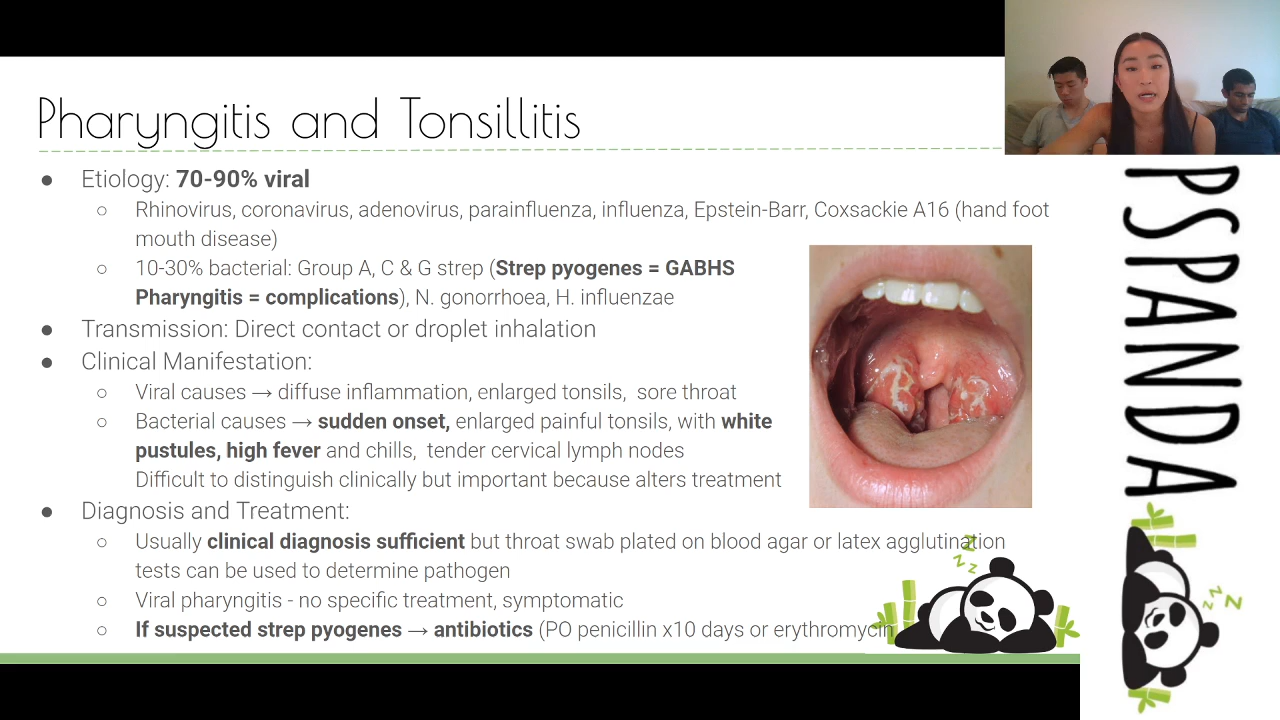 Pharyngitis and Tonsillitis
● Etiology: 70-90% viral
○ Rhinovirus, coronavirus, adenovirus, parainfluenza, influenza, Epstein-Barr, Coxsackie A16 (hand foot
mouth disease)
○ 10-30% bacterial: Group A, C & G strep (Strep pyogenes = GABHS
Pharyngitis = complications), N. gonorrhoea, H. influenzae
● Transmission: Direct contact or droplet inhalation
● Clinical Manifestation:
○ Viral causes → diffuse inflammation, enlarged tonsils, sore throat
○ Bacterial causes → sudden onset, enlarged painful tonsils, with white
pustules, high fever and chills, tender cervical lymph nodes
Difficult to distinguish clinically but important because alters treatment
● Diagnosis and Treatment:
○ Usually clinical diagnosis sufficient but throat swab plated on blood agar or latex agglutination
tests can be used to determine pathogen
○ Viral pharyngitis - no specific treatment, symptomatic
○ If suspected strep pyogenes → antibiotics (PO penicillin x10 days or erythromycin
z z z
PSPANDA
z z Z